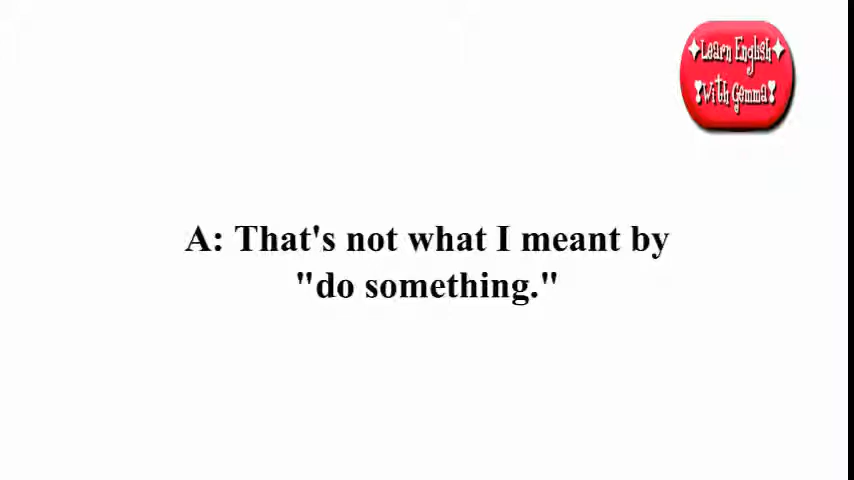 Learn English
With Gemma
A: That's not what I meant by
"do something."